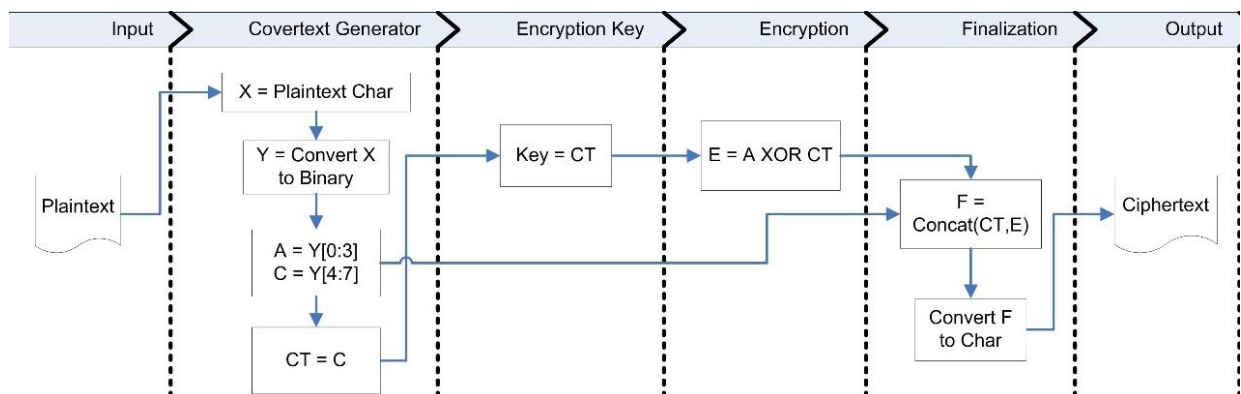 Input
Covertext Generator
Encryption Key
Encryption
Finalization
Output
Plaintext
X = Plaintext Char
Y = Convert X
to Binary
A = Y[0:3]
C = Y[4:7]
CT = C
Key = CT
E = A XOR CT
F =
Concat(CT,E)
Convert F
to Char
Ciphertext